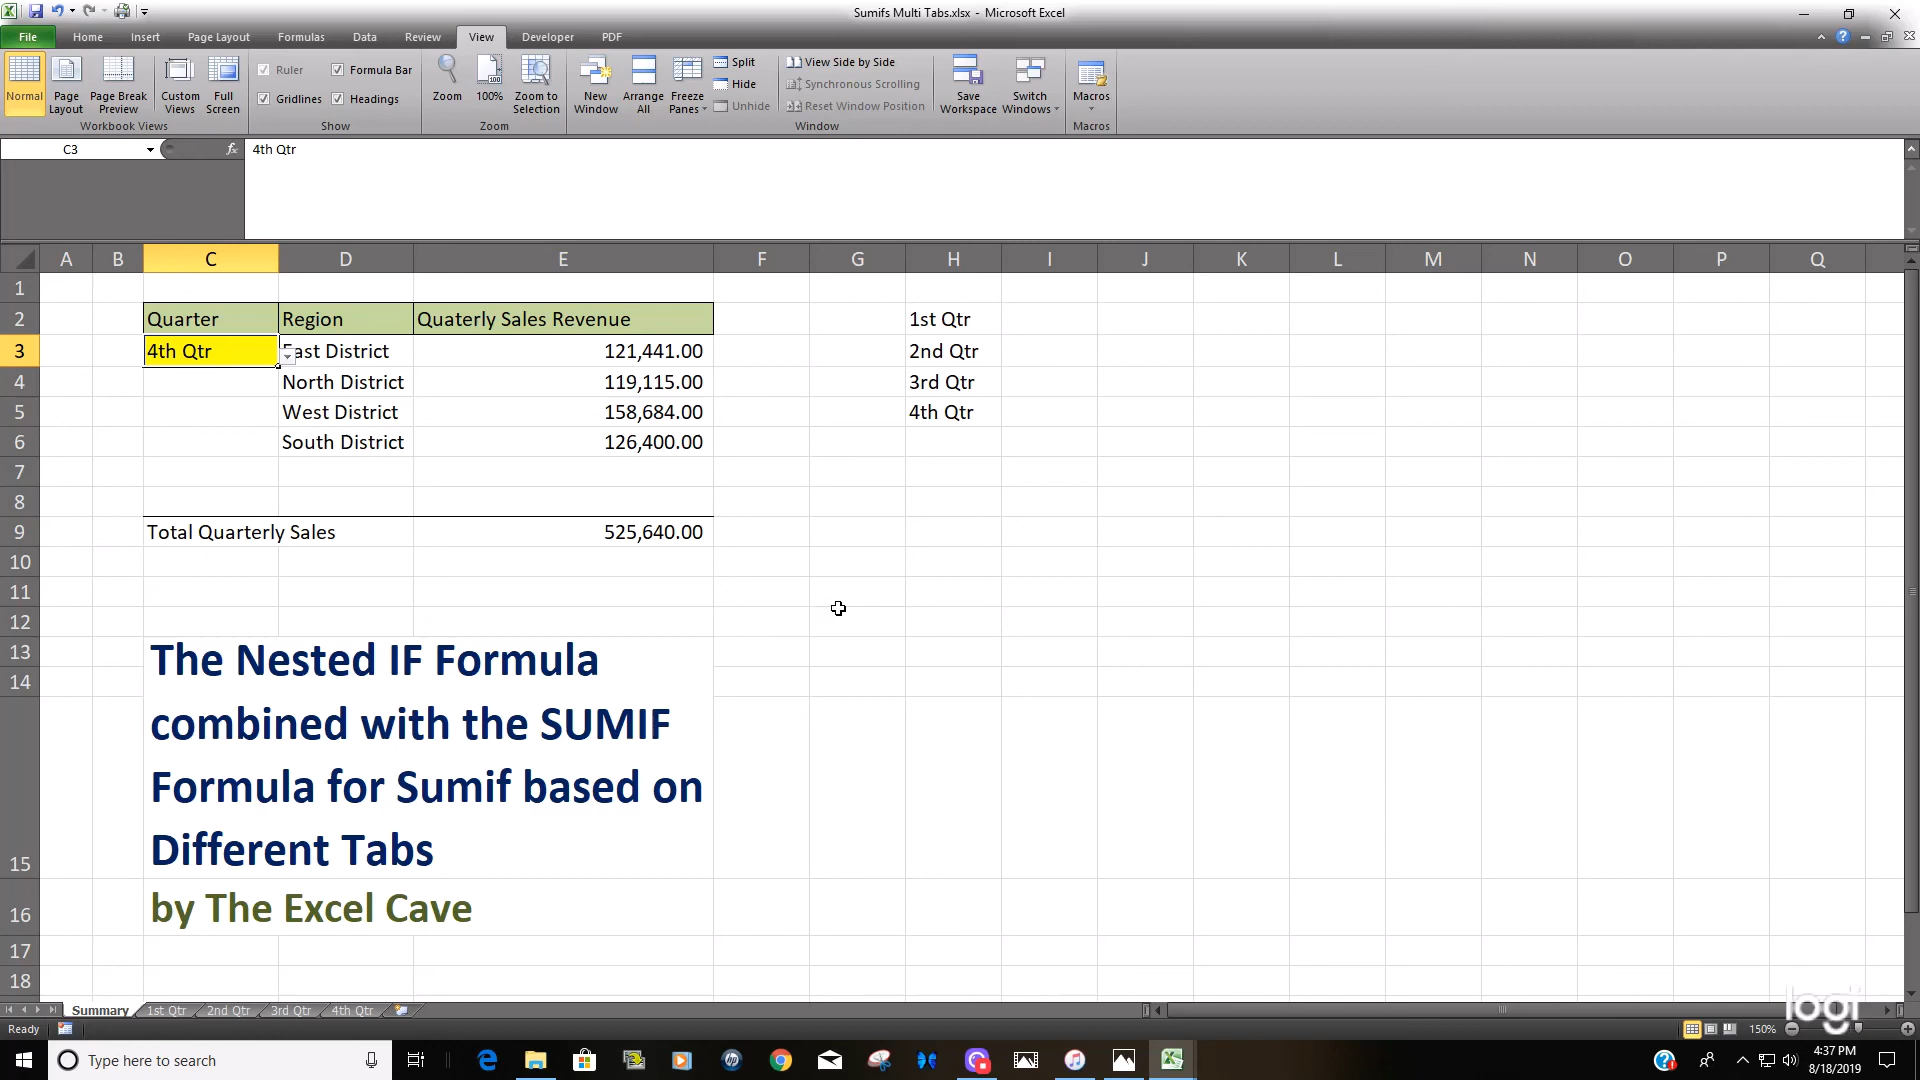 Sumifs Multi Tabs.xlsx - Microsoft Excel
File Home Insert Page Layout Formulas Data Review View Developer PDF
Normal
Page Layout
Page Break Preview
Custom Views
Full Screen
Workbook Views
Ruler
Formula Bar
Gridlines
Headings
Show
Zoom
100%
Zoom to Selection
Zoom
New Window
Arrange All
Freeze Panes
Split
Hide
Unhide
View Side by Side
Synchronous Scrolling
Reset Window Position
Window
Save Workspace
Switch Windows
Macros
Macros
C3 fx 4th Qtr
A B C D E F G H I J K L M N O P Q
1
2 Quarter Region Quaterly Sales Revenue 1st Qtr
3 4th Qtr East District 121,441.00 2nd Qtr
4 North District 119,115.00 3rd Qtr
5 West District 158,684.00 4th Qtr
6 South District 126,400.00
7
8
9 Total Quarterly Sales 525,640.00
10
11
12
13 The Nested IF Formula
14
combined with the SUMIF
Formula for Sumif based on
15 Different Tabs
16 by The Excel Cave
17
18
Summary 1st Qtr 2nd Qtr 3rd Qtr 4th Qtr
logi
Ready 150%
Type here to search
4:37 PM
8/18/2019